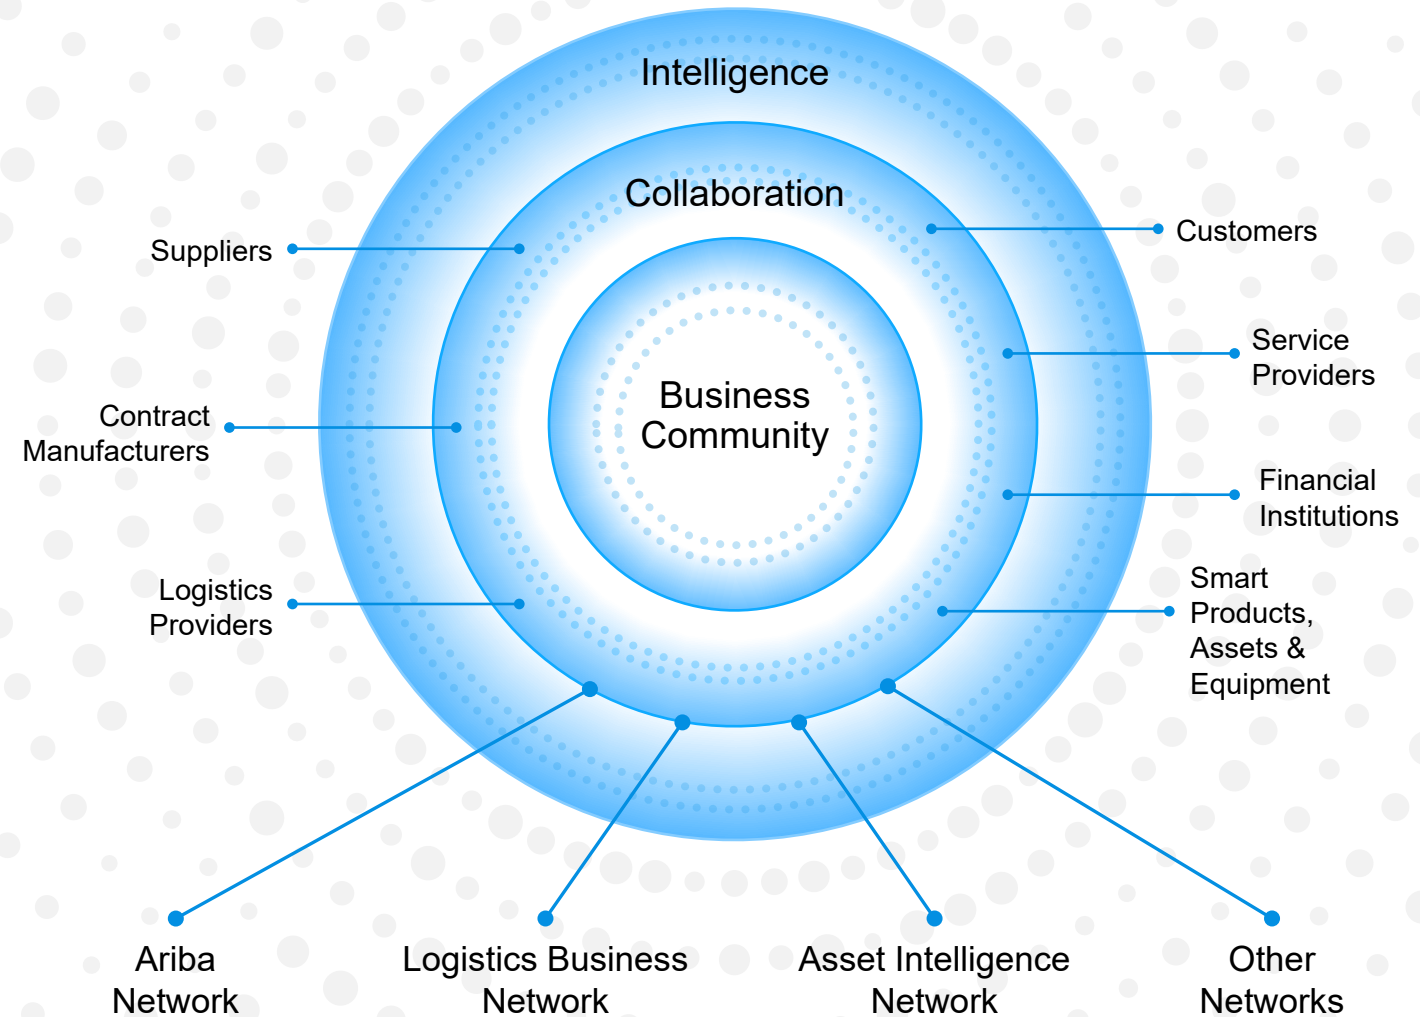 Intelligence
Collaboration
Business
Community
Suppliers
Contract
Manufacturers
Logistics
Providers
Customers
Service
Providers
Financial
Institutions
Smart
Products,
Assets &
Equipment
Ariba
Network
Logistics Business
Network
Asset Intelligence
Network
Other
Networks